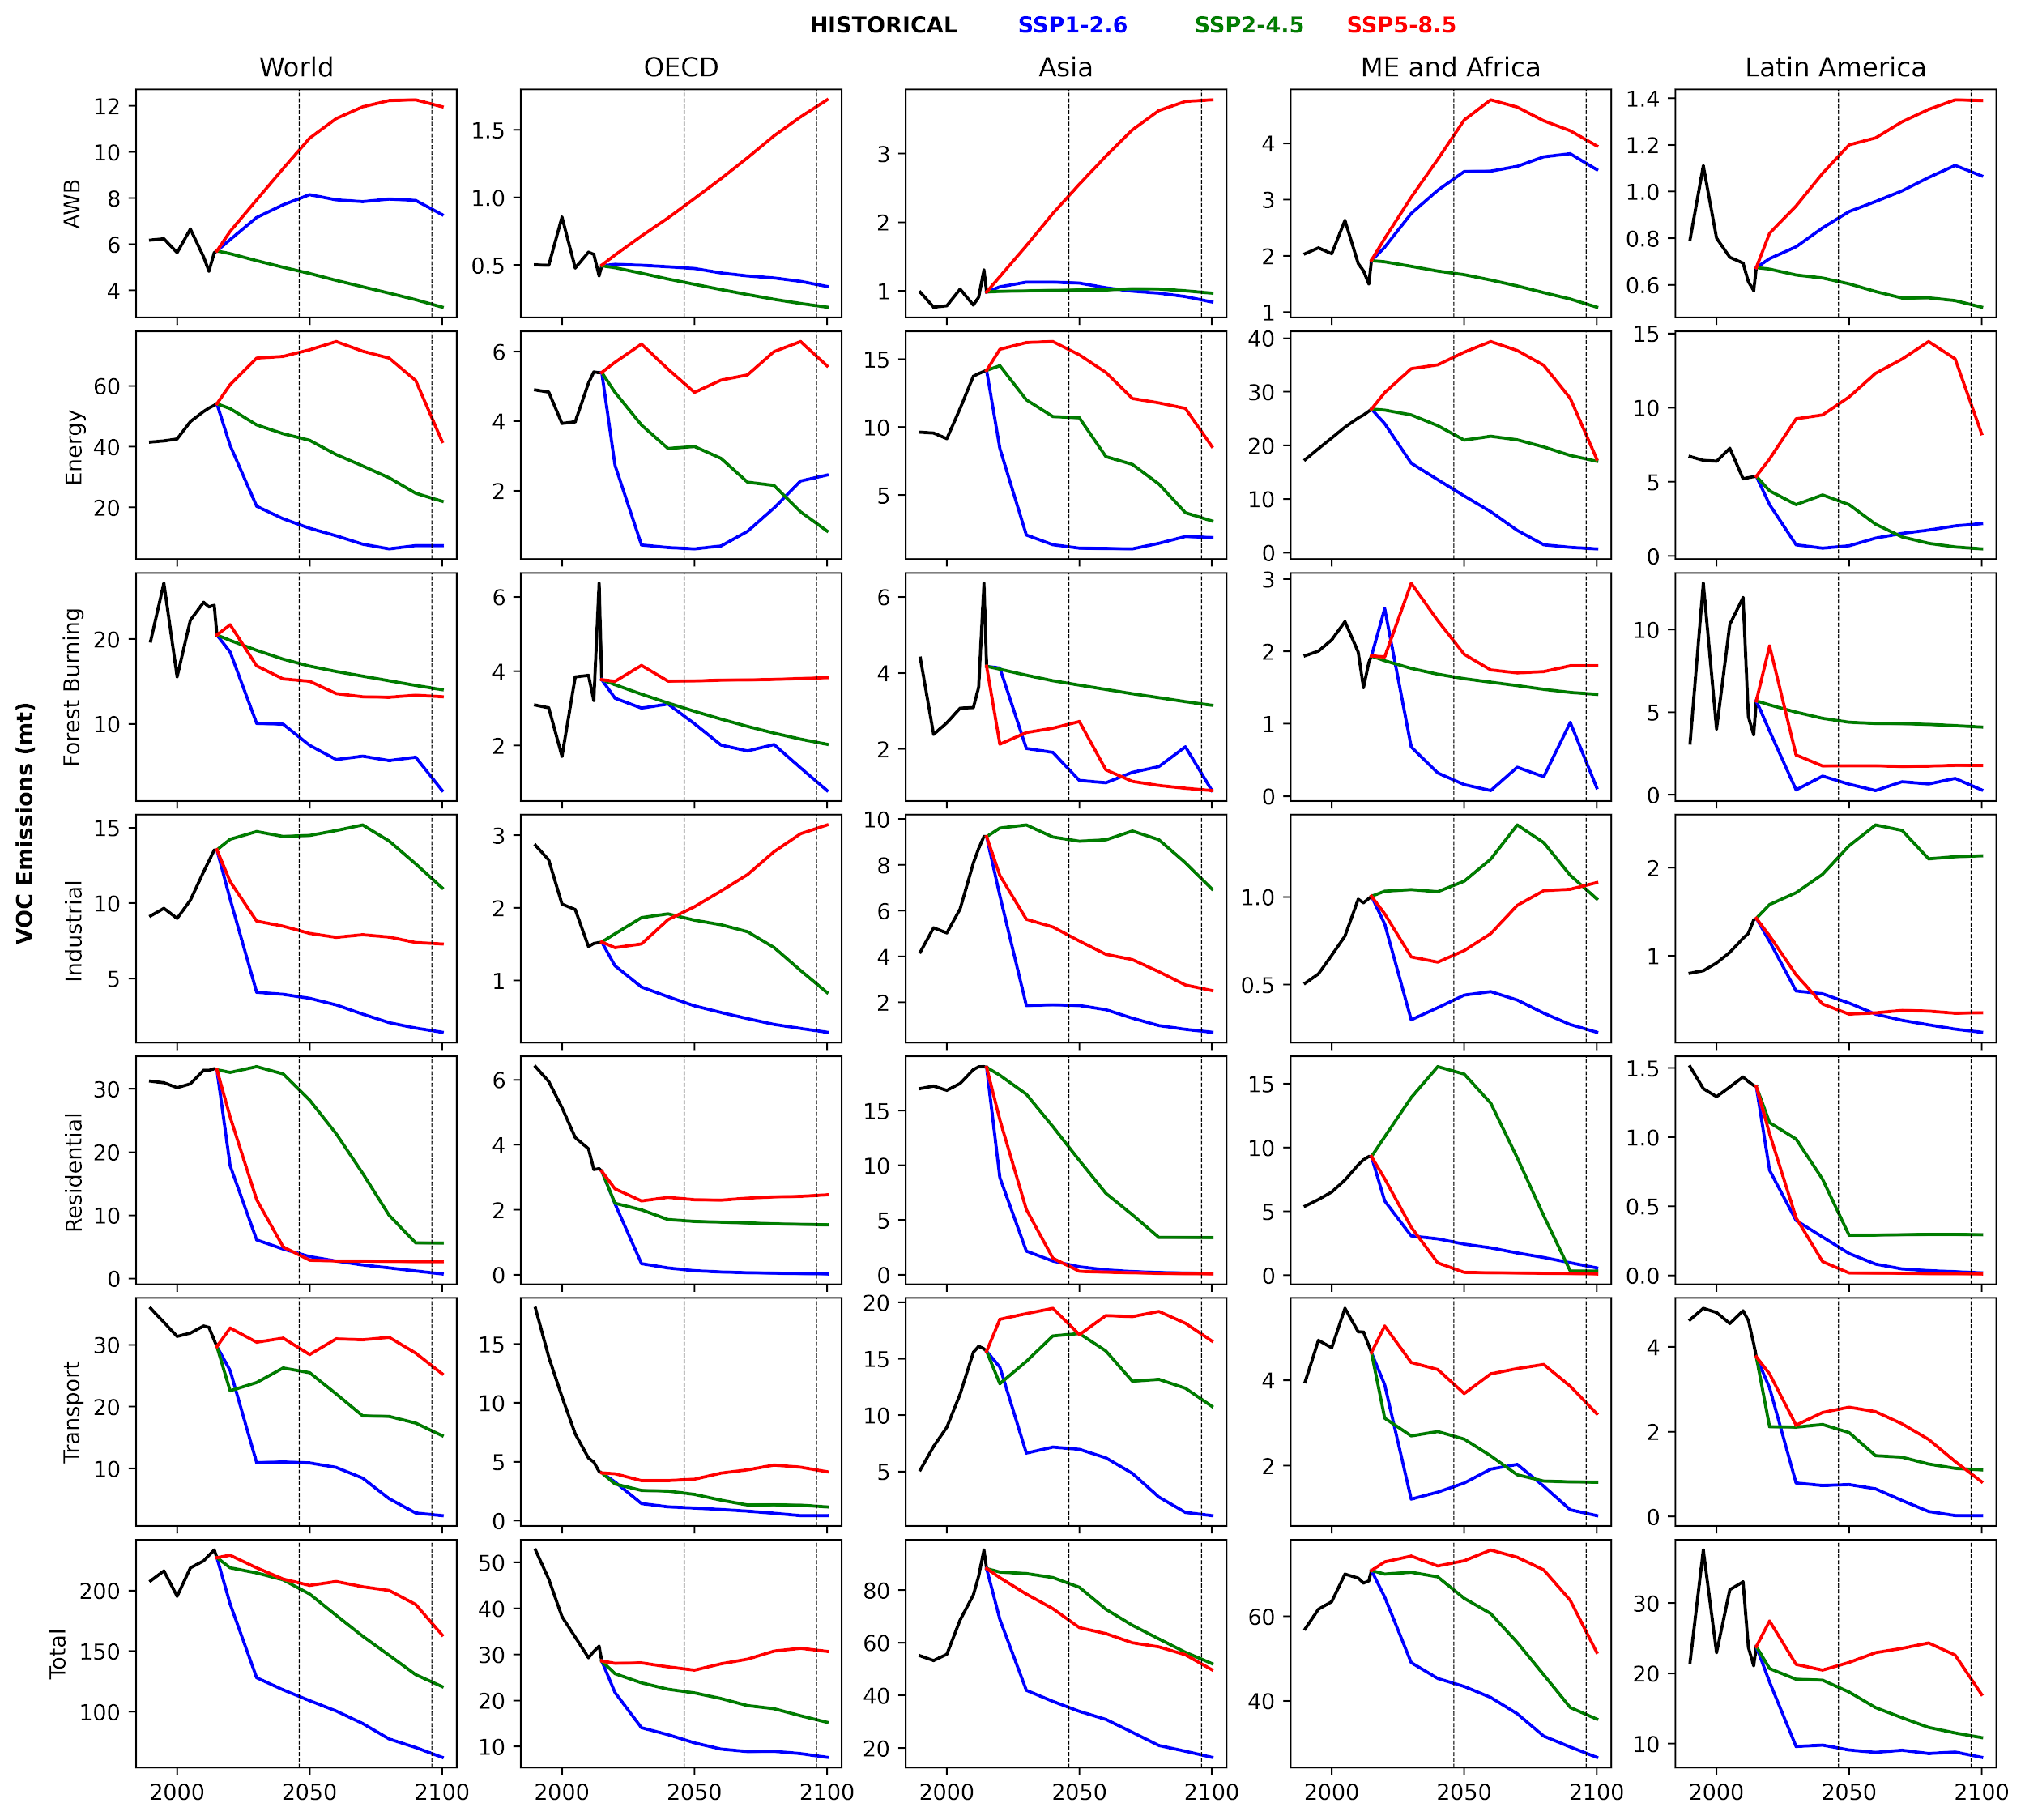 HISTORICAL SSP1-2.6 SSP2-4.5 SSP5-8.5
World OECD Asia ME and Africa Latin America
VOC Emissions (mt)
AWB
12 10 8 6 4
1.5 1.0 0.5
3 2 1
4 3 2 1
1.4 1.2 1.0 0.8 0.6
Energy
60 40 20
6 4 2
15 10 5
40 30 20 10 0
15 10 5 0
Forest Burning
20 10
6 4 2
6 4 2
3 2 1 0
10 5 0
Industrial
15 10 5
3 2 1
10 8 6 4 2
1.0 0.5
2 1
Residential
30 20 10 0
6 4 2 0
15 10 5 0
15 10 5 0
1.5 1.0 0.5 0.0
Transport
30 20 10
15 10 5 0
20 15 10 5
4 2
4 2 0
Total
200 150 100
50 40 30 20 10
80 60 40 20
60 40
30 20 10
2000 2050 2100 2000 2050 2100 2000 2050 2100 2000 2050 2100 2000 2050 2100